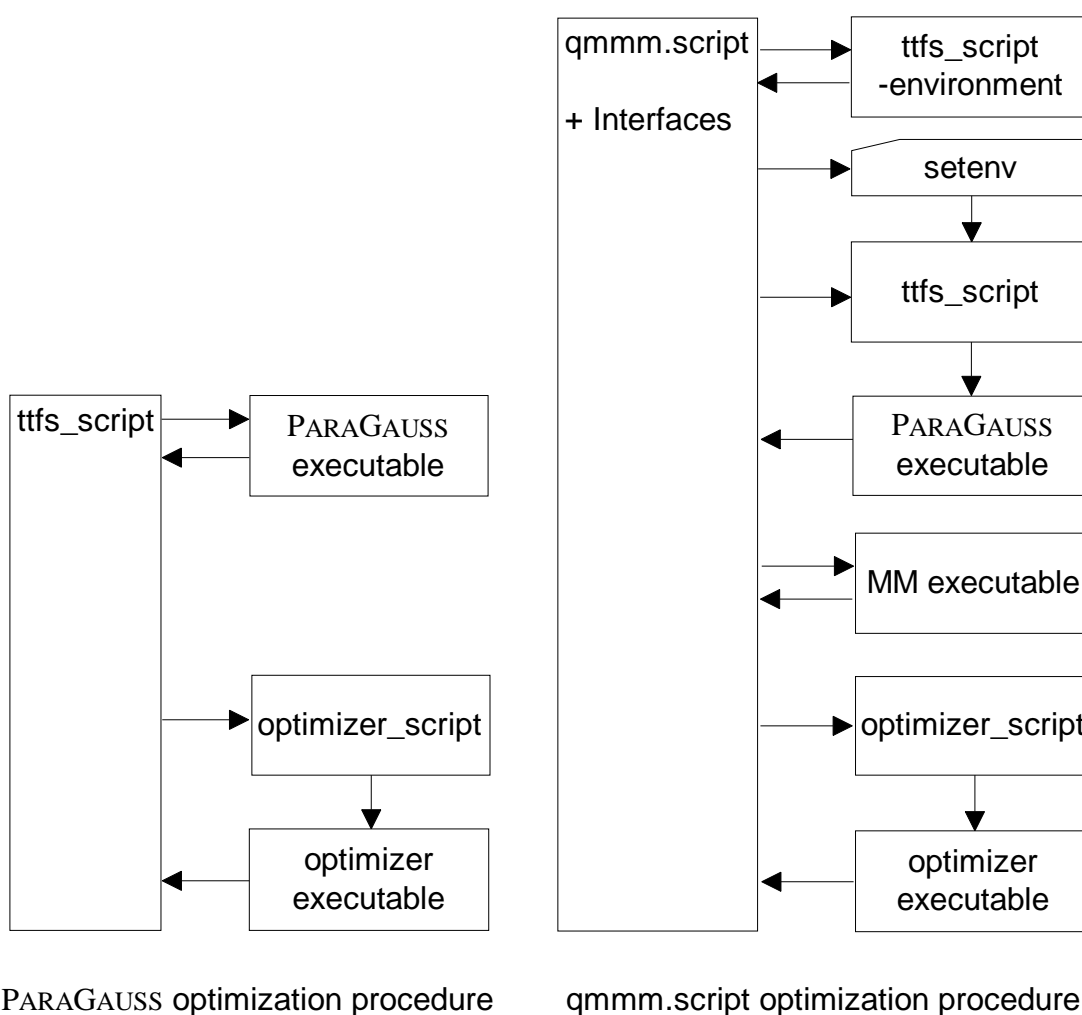 ttfs_script
PARAGAUSS
executable
optimizer_script
optimizer
executable
PARAGAUSS optimization procedure
qmmm.script
+ Interfaces
ttfs_script
-environment
setenv
ttfs_script
PARAGAUSS
executable
MM executable
optimizer_script
optimizer
executable
qmmm.script optimization procedure